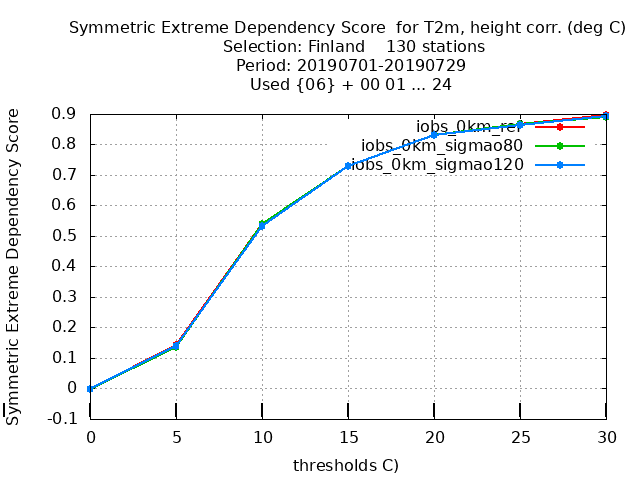 Symmetric Extreme Dependency Score  for T2m, height corr. (deg C)
Selection: Finland    130 stations
Period: 20190701-20190729
Used {06} + 00 01 ... 24
Symmetric Extreme Dependency Score
0.9
0.8
0.7
0.6
0.5
0.4
0.3
0.2
0.1
0
-0.1
iobs_0km_ref
iobs_0km_sigmao80
iobs_0km_sigmao120
0 5 10 15 20 25 30
thresholds C)